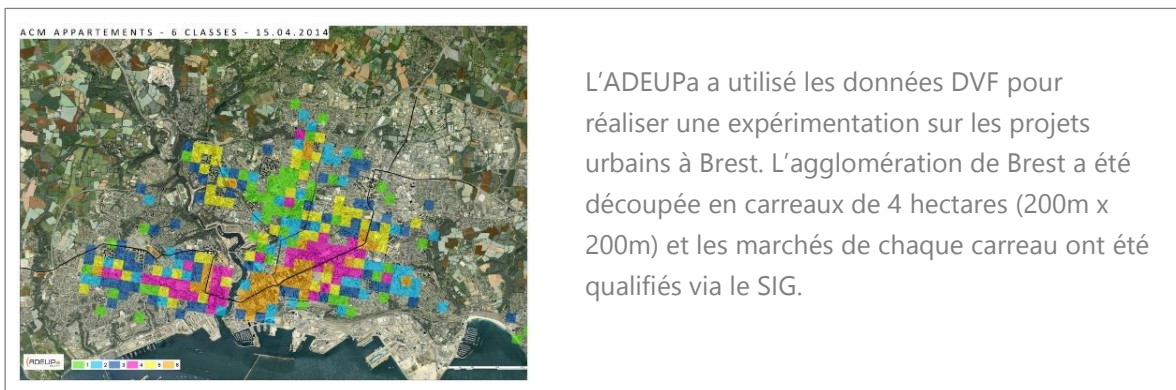 ACM APPARTEMENTS - 6 CLASSES - 15.04.2014
L'ADEUPa a utilisé les données DVF pour
réaliser une expérimentation sur les projets
urbains à Brest. L'agglomération de Brest a été
découpée en carreaux de 4 hectares (200m x
200m) et les marchés de chaque carreau ont été
qualifiés via le SIG.
ADEUPa
1 2 3 4 5 6